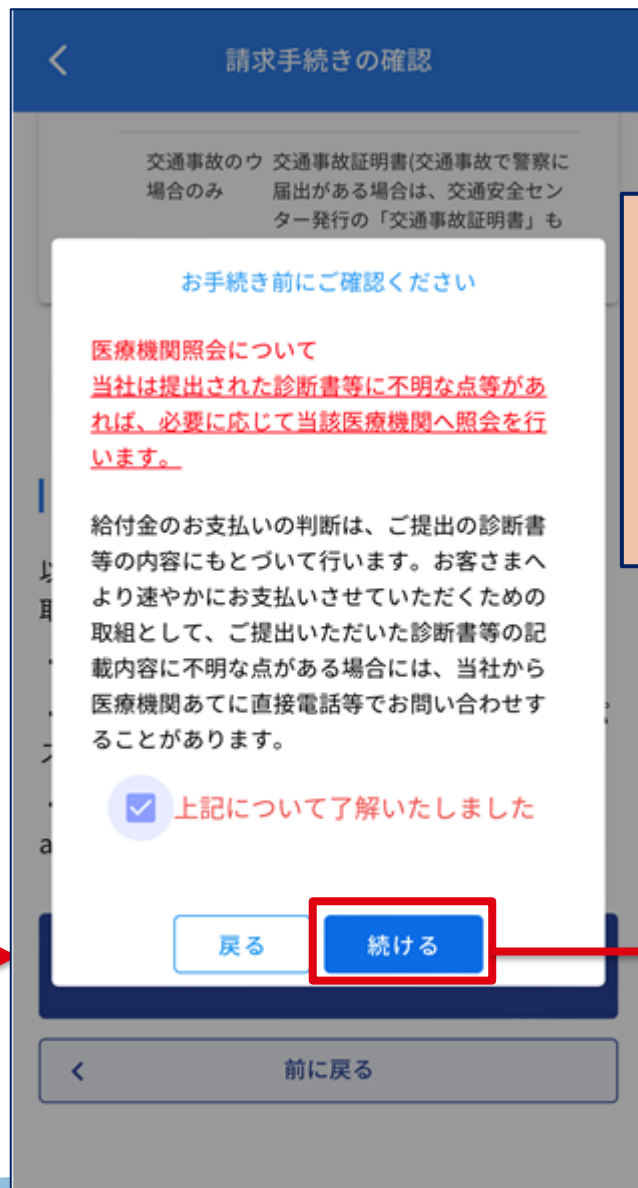 請求手続きの確認
交通事故のウ 交通事故証明書(交通事故で警察に
場合のみ 届出がある場合は、交通安全セン
ター発行の「交通事故証明書」も
お手続き前にご確認ください
医療機関照会について
当社は提出された診断書等に不明な点等があ
れば、必要に応じて当該医療機関へ照会を行
います。
給付金のお支払いの判断は、ご提出の診断書
等の内容にもとづいて行います。お客さまへ
より速やかにお支払いさせていただくための
取組として、ご提出いただいた診断書等の記
載内容に不明な点がある場合には、当社から
医療機関あてに直接電話等でお問い合わせす
ることがあります。
上記について了解いたしました
a
戻る 続ける
前に戻る